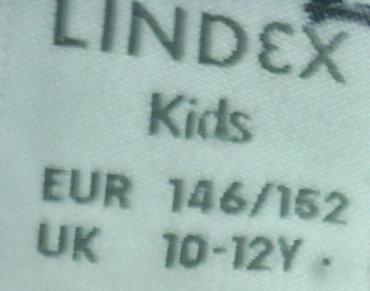 LINDEX
Kids
EUR 146/152
UK 10-12Y.